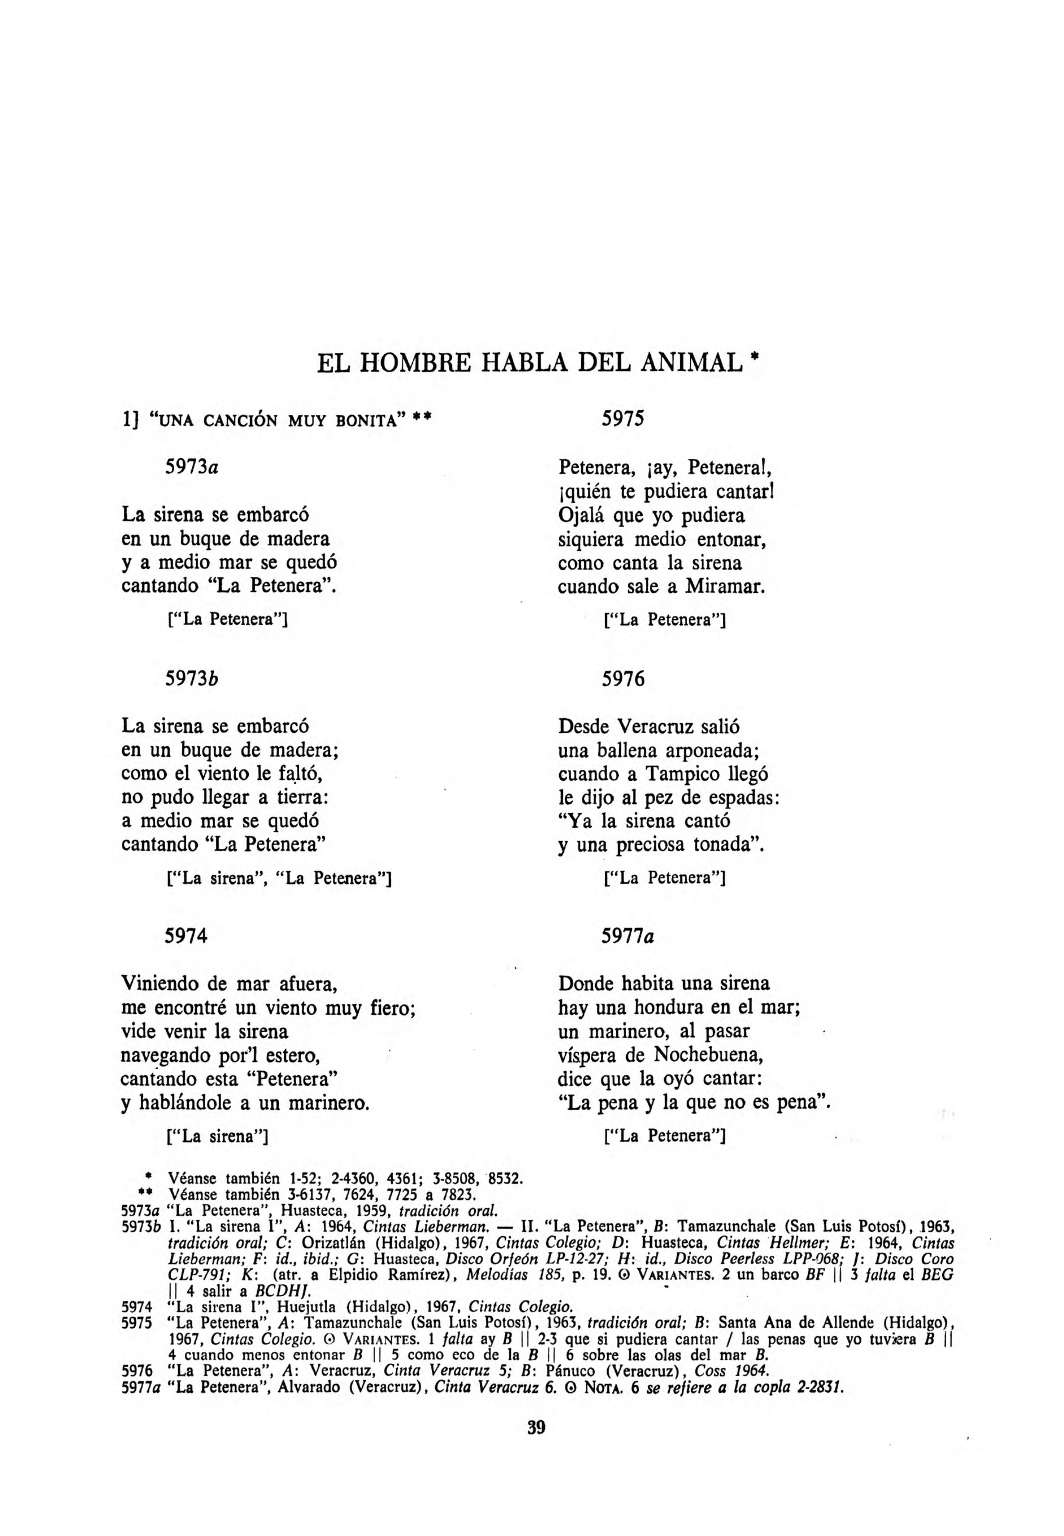 EL HOMBRE HABLA DEL ANIMAL *
1] “UNA CANCIÓN MUY BONITA” **
5973a
La sirena se embarcó
en un buque de madera
y a medio mar se quedó
cantando “La Petenera”.
[“La Petenera”]
5973b
La sirena se embarcó
en un buque de madera;
como el viento le faltó,
no pudo llegar a tierra:
a medio mar se quedó
cantando “La Petenera”
[“La sirena”, “La Petenera”]
5974
Viniendo de mar afuera,
me encontré un viento muy fiero;
vide venir la sirena
navegando por’l estero,
cantando esta “Petenera”
y hablándole a un marinero.
[“La sirena”]
5975
Petenera, ¡ay, Petenera!,
¡quién te pudiera cantar!
Ojalá que yo pudiera
siquiera medio entonar,
como canta la sirena
cuando sale a Miramar.
[“La Petenera”]
5976
Desde Veracruz salió
una ballena arponeada;
cuando a Tampico llegó
le dijo al pez de espadas:
“Ya la sirena cantó
y una preciosa tonada”.
[“La Petenera”]
5977a
Donde habita una sirena
hay una hondura en el mar;
un marinero, al pasar
víspera de Nochebuena,
dice que la oyó cantar:
“La pena y la que no es pena”.
[“La Petenera”]
* Véanse también 1-52; 2-4360, 4361; 3-8508, 8532.
** Véanse también 3-6137, 7624, 7725 a 7823.
5973a “La Petenera”, Huasteca, 1959, tradición oral.
5973b I. “La sirena I”, A: 1964, Cintas Lieberman. — II. “La Petenera”, B: Tamazunchale (San Luis Potosí), 1963,
tradición oral; C: Orizatlán (Hidalgo), 1967, Cintas Colegio; D: Huasteca, Cintas Hellmer; E: 1964, Cintas
Lieberman; F: id., ibid.; G: Huasteca, Disco Orfeón LP-12-27; H: id., Disco Peerless LPP-068; J: Disco Coro
CLP-791; K: (atr. a Elpidio Ramírez), Melodías 185, p. 19. ⊙ VARIANTES. 2 un barco BF || 3 falta el BEG
|| 4 salir a BCDHJ.
5974 “La sirena I”, Huejutla (Hidalgo), 1967, Cintas Colegio.
5975 “La Petenera”, A: Tamazunchale (San Luis Potosí), 1963, tradición oral; B: Santa Ana de Allende (Hidalgo),
1967, Cintas Colegio. ⊙ VARIANTES. 1 falta ay B || 2-3 que si pudiera cantar / las penas que yo tuviera B ||
4 cuando menos entonar B || 5 como eco de la B || 6 sobre las olas del mar B.
5976 “La Petenera”, A: Veracruz, Cinta Veracruz 5; B: Pánuco (Veracruz), Coss 1964.
5977a “La Petenera”, Alvarado (Veracruz), Cinta Veracruz 6. ⊙ NOTA. 6 se refiere a la copla 2-2831.
39